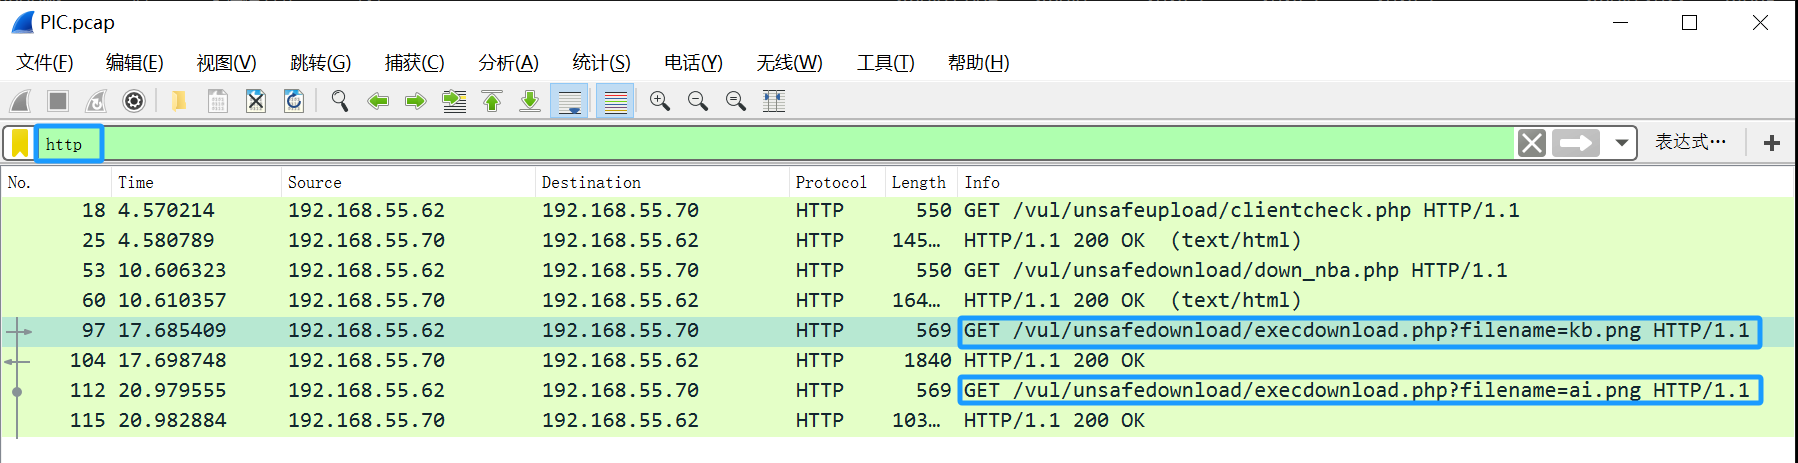 PIC.pcap
文件(F) 编辑(E) 视图(V) 跳转(G) 捕获(C) 分析(A) 统计(S) 电话(Y) 无线(W) 工具(T) 帮助(H)
http 表达式…
No. Time Source Destination Protocol Length Info
18 4.570214 192.168.55.62 192.168.55.70 HTTP 550 GET /vul/unsafeupload/clientcheck.php HTTP/1.1
25 4.580789 192.168.55.70 192.168.55.62 HTTP 145… HTTP/1.1 200 OK (text/html)
53 10.606323 192.168.55.62 192.168.55.70 HTTP 550 GET /vul/unsafedownload/down_nba.php HTTP/1.1
60 10.610357 192.168.55.70 192.168.55.62 HTTP 164… HTTP/1.1 200 OK (text/html)
97 17.685409 192.168.55.62 192.168.55.70 HTTP 569 GET /vul/unsafedownload/execdownload.php?filename=kb.png HTTP/1.1
104 17.698748 192.168.55.70 192.168.55.62 HTTP 1840 HTTP/1.1 200 OK
112 20.979555 192.168.55.62 192.168.55.70 HTTP 569 GET /vul/unsafedownload/execdownload.php?filename=ai.png HTTP/1.1
115 20.982884 192.168.55.70 192.168.55.62 HTTP 103… HTTP/1.1 200 OK